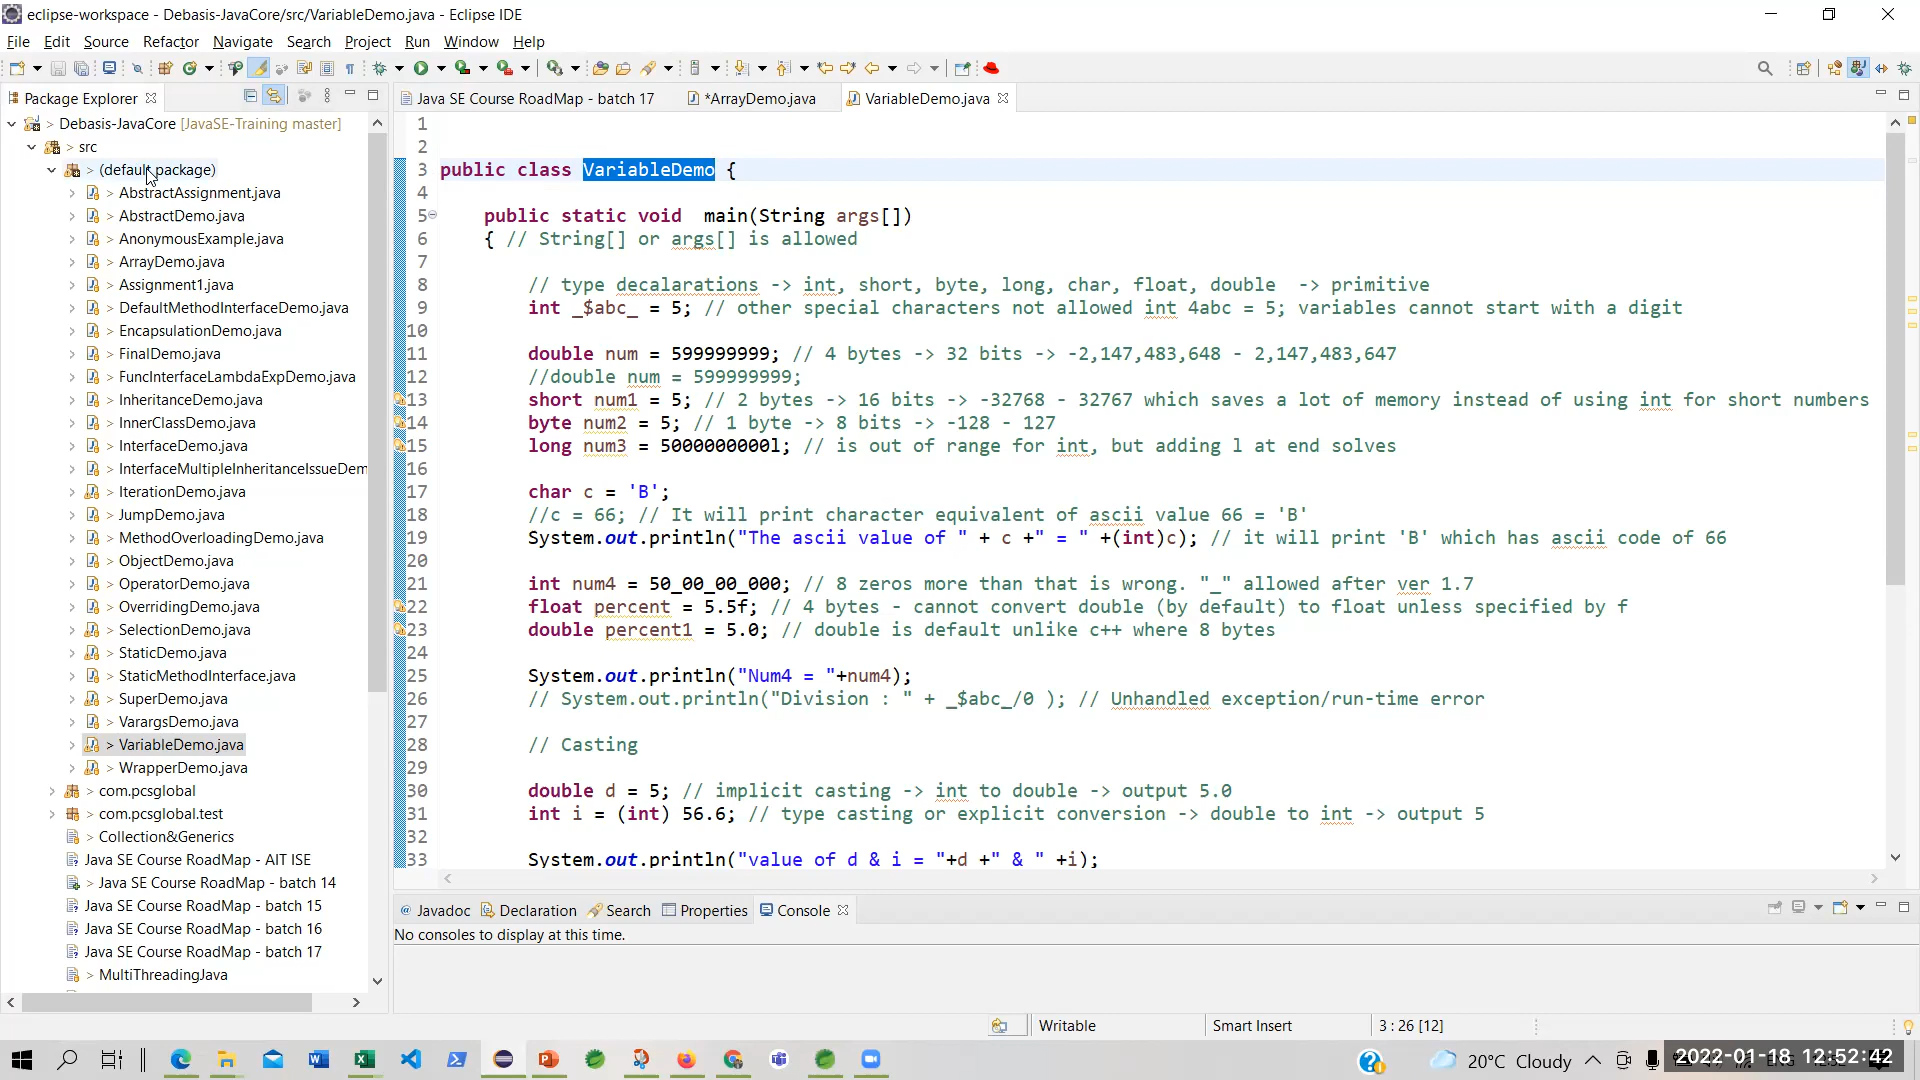 eclipse-workspace - Debasis-JavaCore/src/VariableDemo.java - Eclipse IDE
File Edit Source Refactor Navigate Search Project Run Window Help
Package Explorer
Java SE Course RoadMap - batch 17 *ArrayDemo.java VariableDemo.java
> Debasis-JavaCore [JavaSE-Training master]
> src
> (default package)
> AbstractAssignment.java
> AbstractDemo.java
> AnonymousExample.java
> ArrayDemo.java
> Assignment1.java
> DefaultMethodInterfaceDemo.java
> EncapsulationDemo.java
> FinalDemo.java
> FuncInterfaceLambdaExpDemo.java
> InheritanceDemo.java
> InnerClassDemo.java
> InterfaceDemo.java
> InterfaceMultipleInheritanceIssueDem
> IterationDemo.java
> JumpDemo.java
> MethodOverloadingDemo.java
> ObjectDemo.java
> OperatorDemo.java
> OverridingDemo.java
> SelectionDemo.java
> StaticDemo.java
> StaticMethodInterface.java
> SuperDemo.java
> VarargsDemo.java
> VariableDemo.java
> WrapperDemo.java
> com.pcsglobal
> com.pcsglobal.test
> Collection&Generics
Java SE Course RoadMap - AIT ISE
> Java SE Course RoadMap - batch 14
Java SE Course RoadMap - batch 15
Java SE Course RoadMap - batch 16
Java SE Course RoadMap - batch 17
> MultiThreadingJava
1
2
3 public class VariableDemo {
4
5 public static void main(String args[])
6 { // String[] or args[] is allowed
7
8 // type decalarations -> int, short, byte, long, char, float, double -> primitive
9 int _$abc_ = 5; // other special characters not allowed int 4abc = 5; variables cannot start with a digit
10
11 double num = 599999999; // 4 bytes -> 32 bits -> -2,147,483,648 - 2,147,483,647
12 //double num = 599999999;
13 short num1 = 5; // 2 bytes -> 16 bits -> -32768 - 32767 which saves a lot of memory instead of using int for short numbers
14 byte num2 = 5; // 1 byte -> 8 bits -> -128 - 127
15 long num3 = 50000000000l; // is out of range for int, but adding l at end solves
16
17 char c = 'B';
18 //c = 66; // It will print character equivalent of ascii value 66 = 'B'
19 System.out.println("The ascii value of " + c +" = " +(int)c); // it will print 'B' which has ascii code of 66
20
21 int num4 = 50_00_00_000; // 8 zeros more than that is wrong. "_" allowed after ver 1.7
22 float percent = 5.5f; // 4 bytes - cannot convert double (by default) to float unless specified by f
23 double percent1 = 5.0; // double is default unlike c++ where 8 bytes
24
25 System.out.println("Num4 = "+num4);
26 // System.out.println("Division : " + _$abc_/0 ); // Unhandled exception/run-time error
27
28 // Casting
29
30 double d = 5; // implicit casting -> int to double -> output 5.0
31 int i = (int) 56.6; // type casting or explicit conversion -> double to int -> output 5
32
33 System.out.println("value of d & i = "+d +" & " +i);
@ Javadoc Declaration Search Properties Console
No consoles to display at this time.
Writable Smart Insert 3 : 26 [12]
20°C Cloudy
2022-01-18 12:52:42